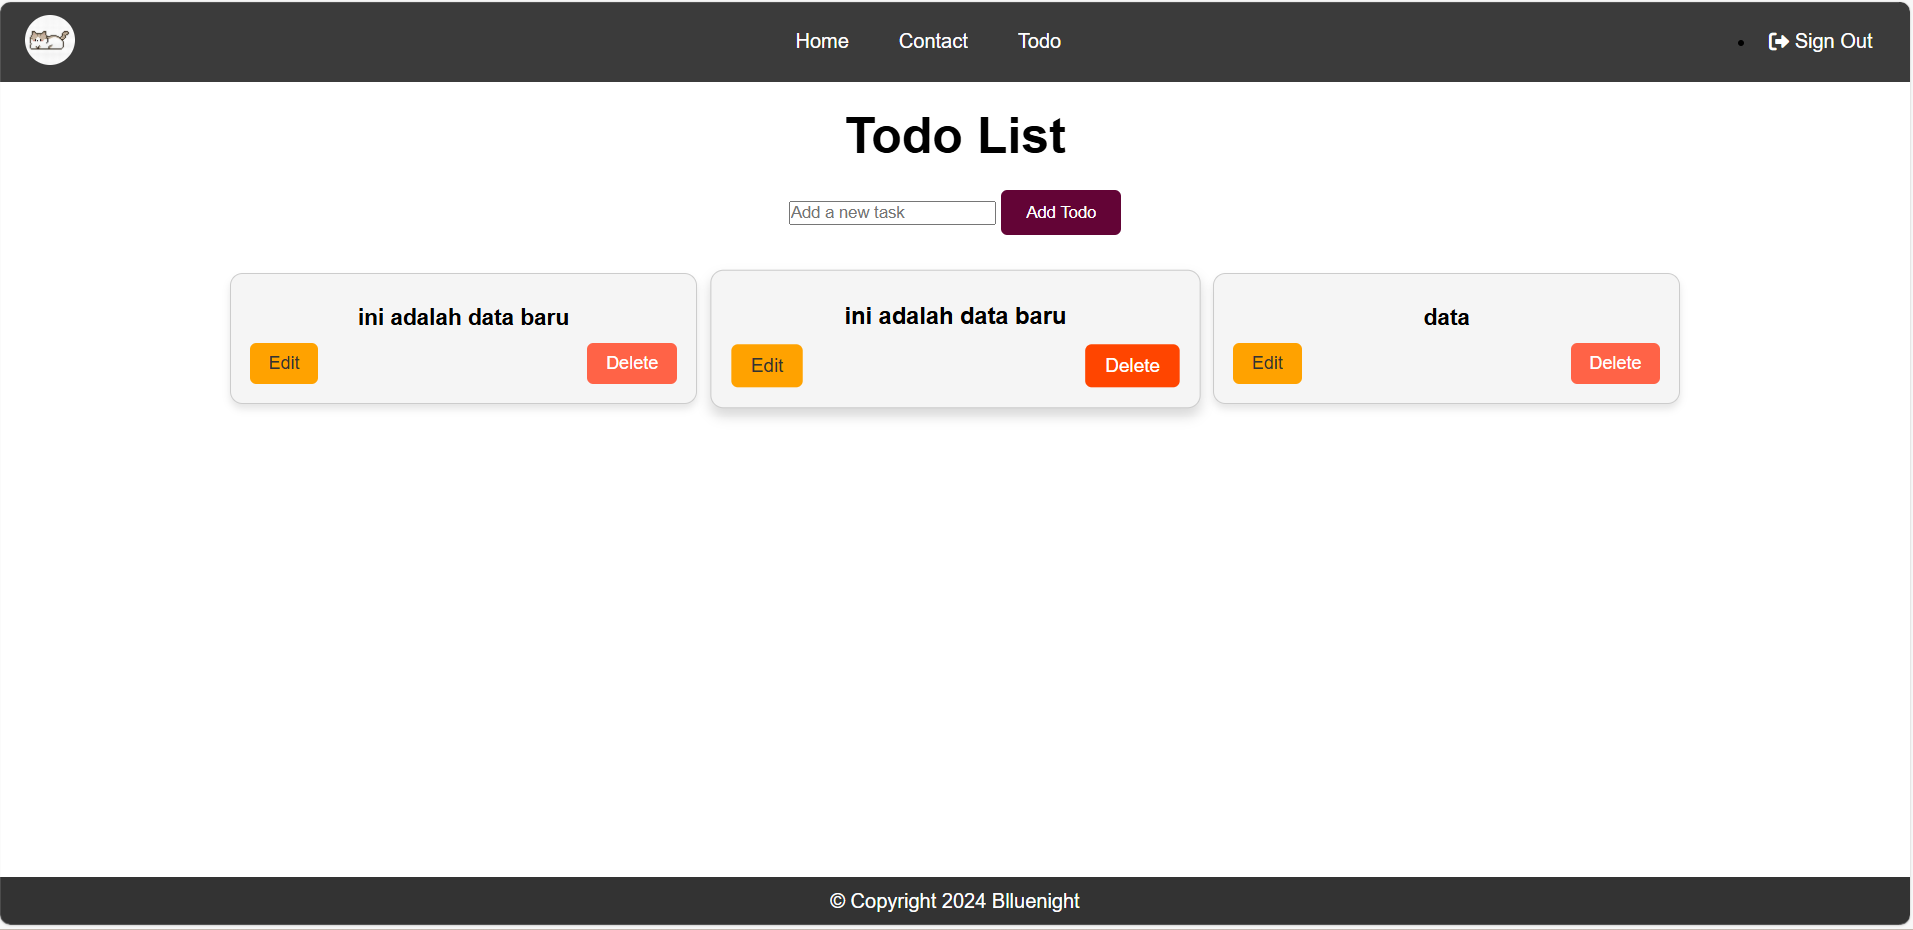 Home Contact Todo Sign Out
Todo List
Add a new task Add Todo
ini adalah data baru ini adalah data baru data
Edit Delete Edit Delete Edit Delete
© Copyright 2024 Blluenight